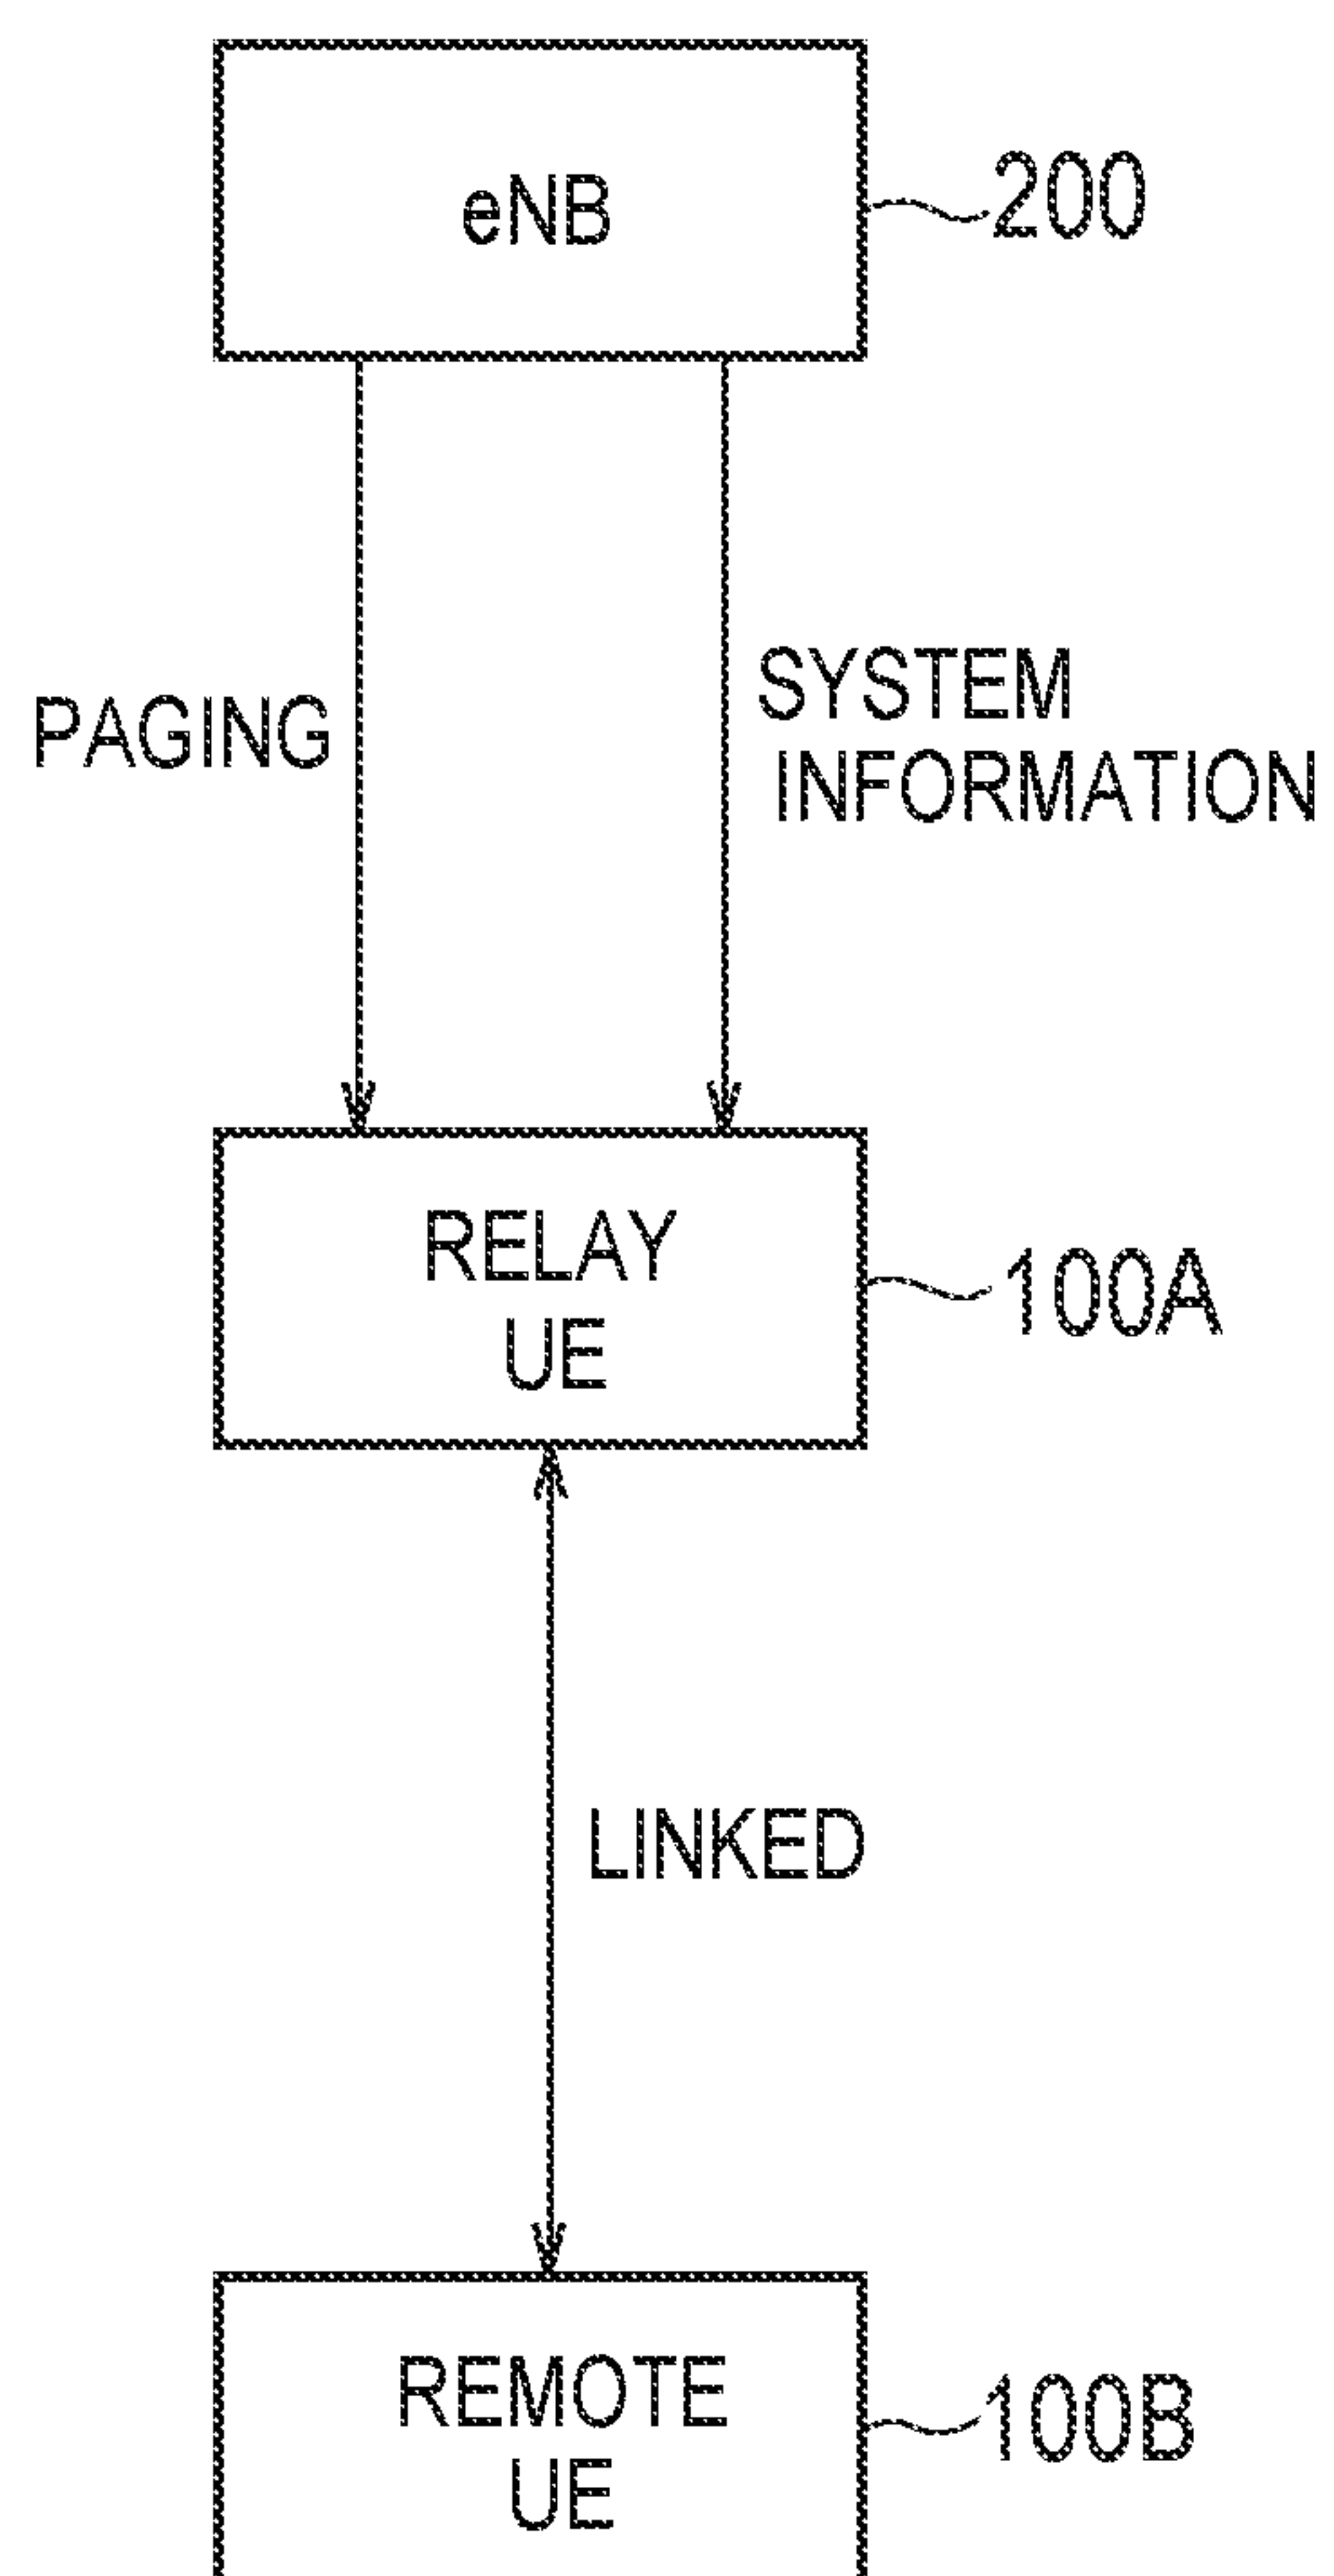 eNB
200
PAGING
SYSTEM
INFORMATION
RELAY
UE
100A
LINKED
REMOTE
UE
100B